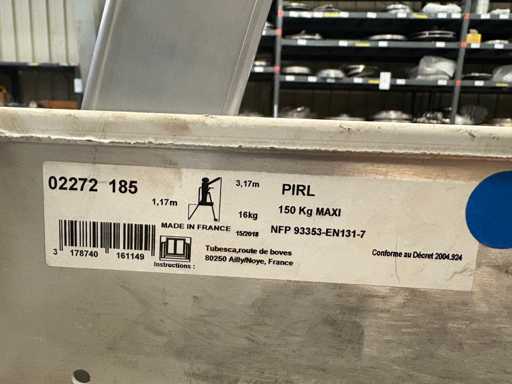 02272 185
1,17m
3,17m
16kg
PIRL
150 Kg MAXI
MADE IN FRANCE
15/2018
NFP 93353-EN131-7
Conforme au Décret 2004.924
Tubesca,route de boves
80250 Ailly/Noye, France
Instructions :
3 178740 161149